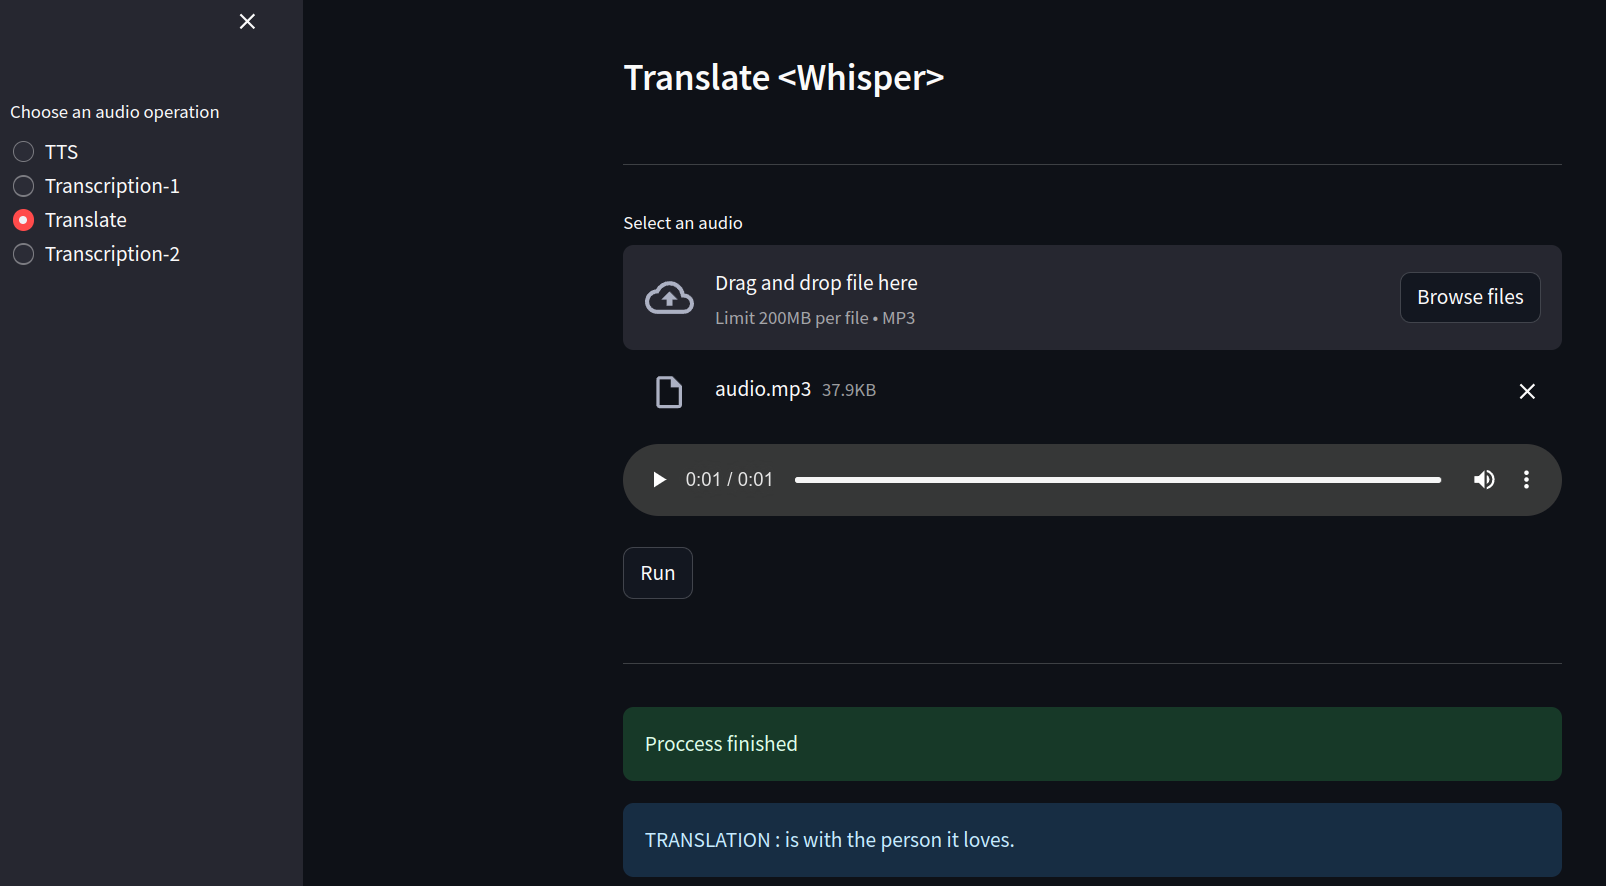 Choose an audio operation
TTS
Transcription-1
Translate
Transcription-2
Translate <Whisper>
Select an audio
Drag and drop file here
Limit 200MB per file • MP3
Browse files
audio.mp3 37.9KB
0:01 / 0:01
Run
Proccess finished
TRANSLATION : is with the person it loves.